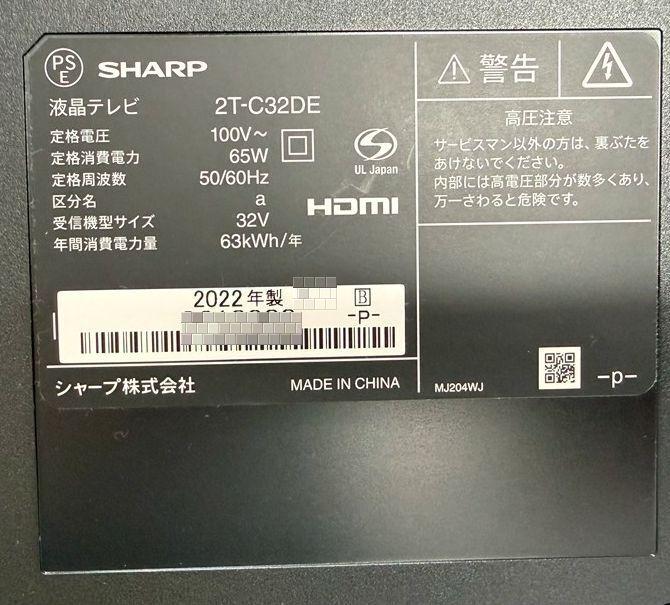 PS
E
SHARP
液晶テレビ 2T-C32DE
定格電圧 100V～
定格消費電力 65W
定格周波数 50/60Hz
区分名 a
受信機型サイズ 32V
年間消費電力量 63kWh/年
S
UL Japan
HDMI
2022年製 B
-P-
シャープ株式会社 MADE IN CHINA
警告
高圧注意
サービスマン以外の方は、裏ぶたを
あけないでください。
内部には高電圧部分が数多くあり、
万一さわると危険です。
MJ204WJ
-p-